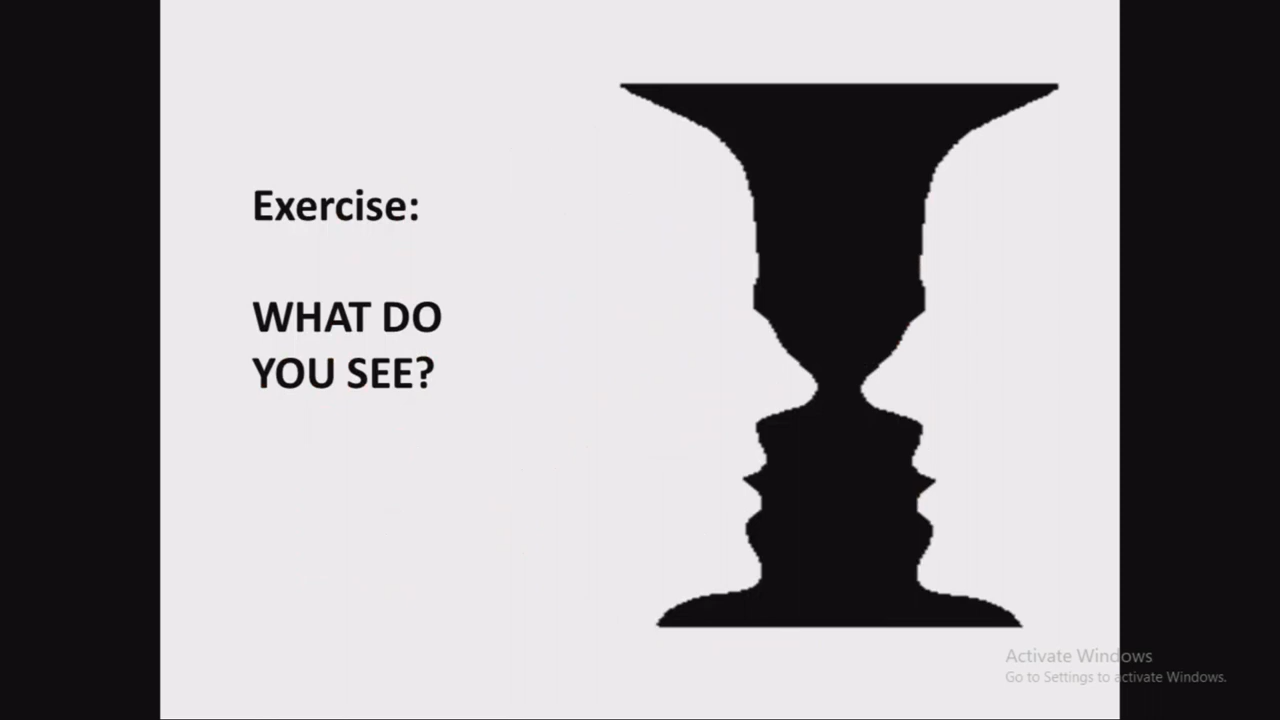 Exercise:
WHAT DO
YOU SEE?
Activate Windows
Go to Settings to activate Windows.